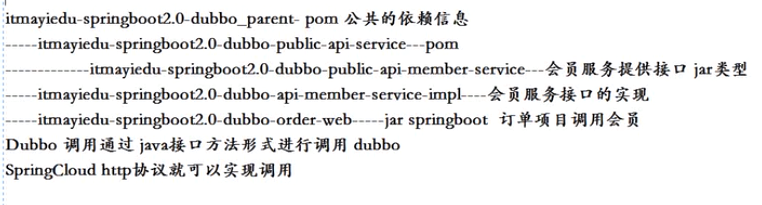 itmayiedu-springboot2.0-dubbo_parent- pom 公共的依赖信息
-----itmayiedu-springboot2.0-dubbo-public-api-service---pom
-------------itmayiedu-springboot2.0-dubbo-public-api-member-service---会员服务提供接口 jar类型
-----itmayiedu-springboot2.0-dubbo-api-member-service-impl----会员服务接口的实现
-----itmayiedu-springboot2.0-dubbo-order-web-----jar springboot 订单项目调用会员
Dubbo 调用通过 java接口方法形式进行调用 dubbo
SpringCloud http协议就可以实现调用